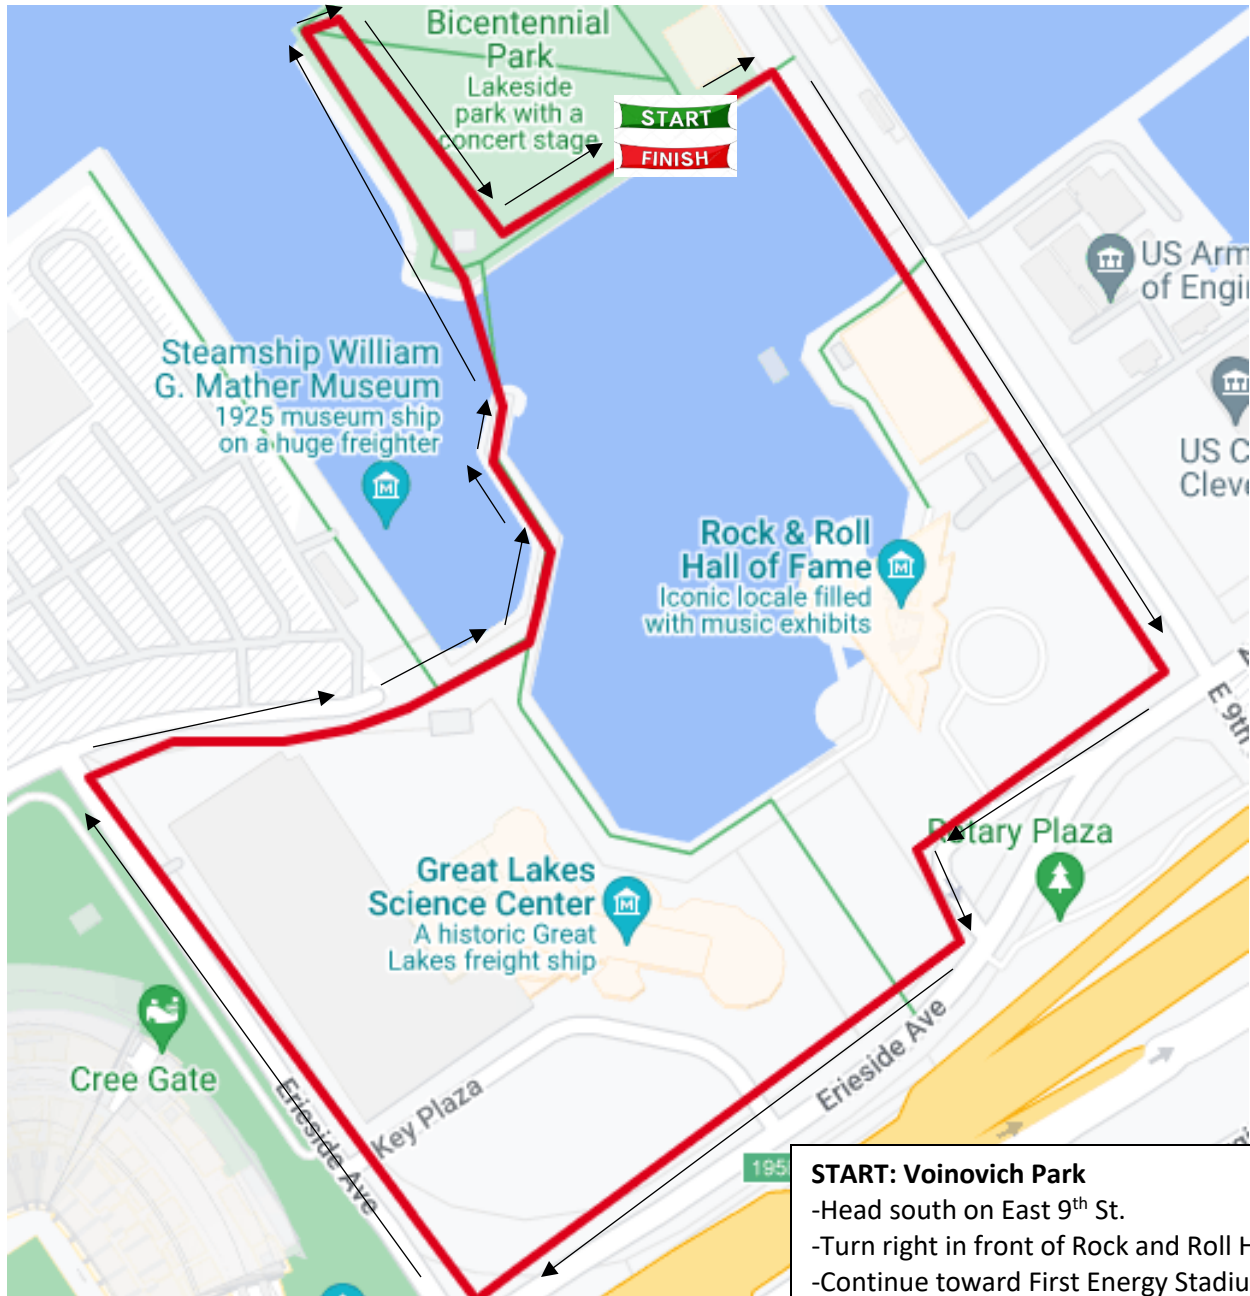 Bicentennial
Park
Lakeside
park with a
concert stage
START
FINISH
US Arm
of Engi
Steamship William
G. Mather Museum
1925 museum ship
on a huge freighter
US C
Cleve
Rock & Roll
Hall of Fame
Iconic locale filled
with music exhibits
E 9th
Rotary Plaza
Great Lakes
Science Center
A historic Great
Lakes freight ship
Cree Gate
Erieside Ave
Key Plaza
Erieside Ave
195
START: Voinovich Park
-Head south on East 9th St.
-Turn right in front of Rock and Roll H
-Continue toward First Energy Stadiu